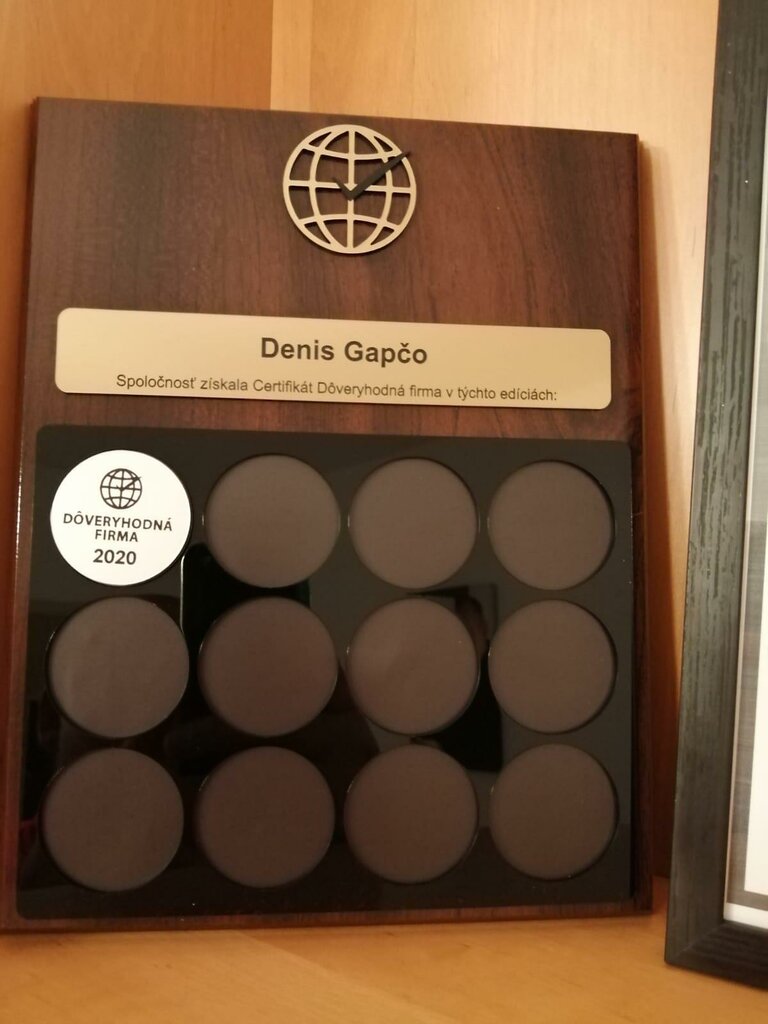 Denis Gapčo
Spoločnosť získala Certifikát Dôveryhodná firma v týchto edíciách:
DÔVERYHODNÁ
FIRMA
2020